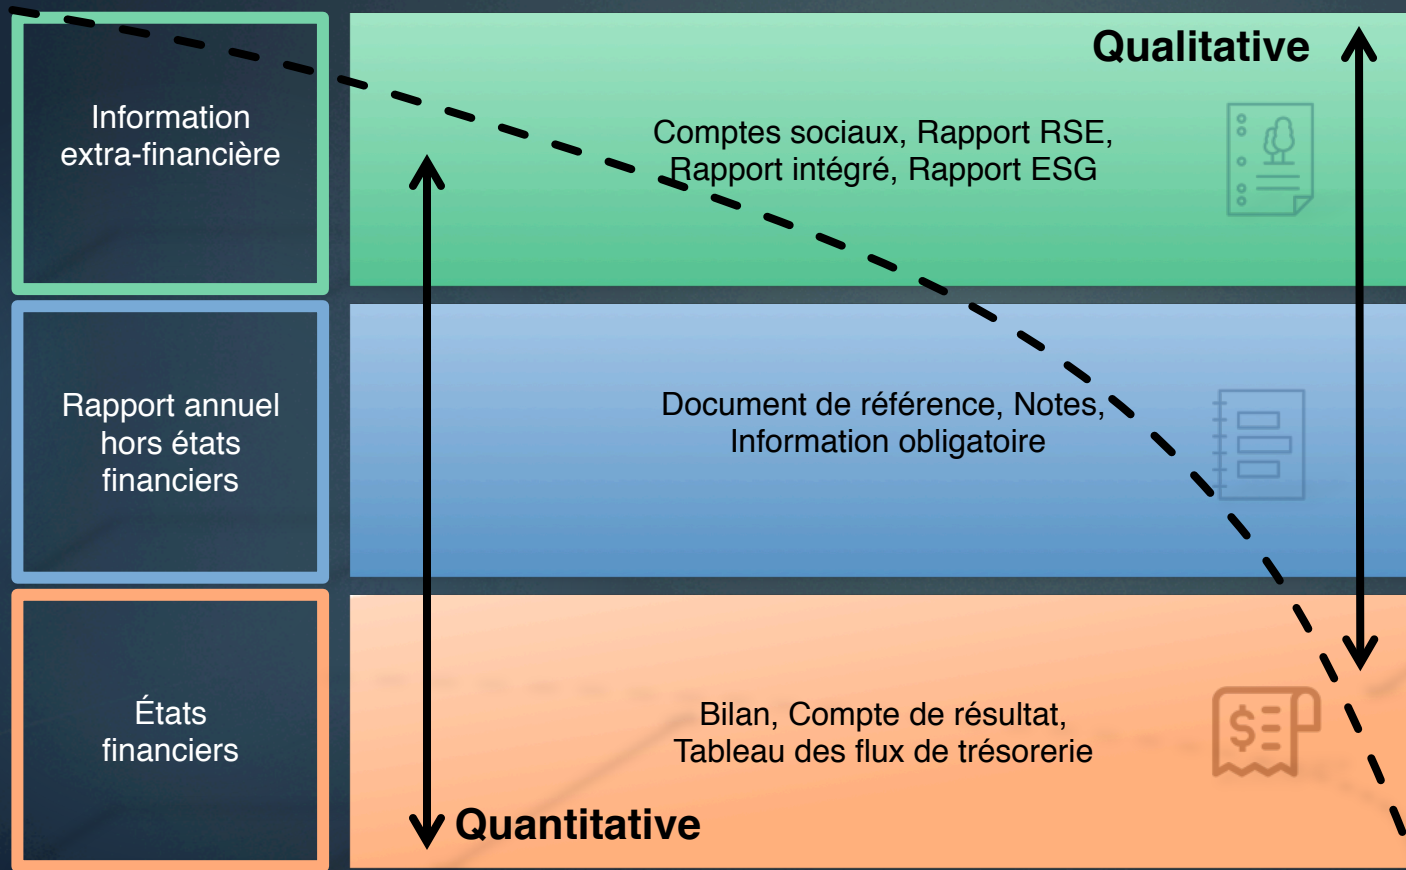 Qualitative
Information
extra-financière
Comptes sociaux, Rapport RSE,
Rapport intégré, Rapport ESG
Rapport annuel
hors états
financiers
Document de référence, Notes,
Information obligatoire
États
financiers
Bilan, Compte de résultat,
Tableau des flux de trésorerie
$
Quantitative